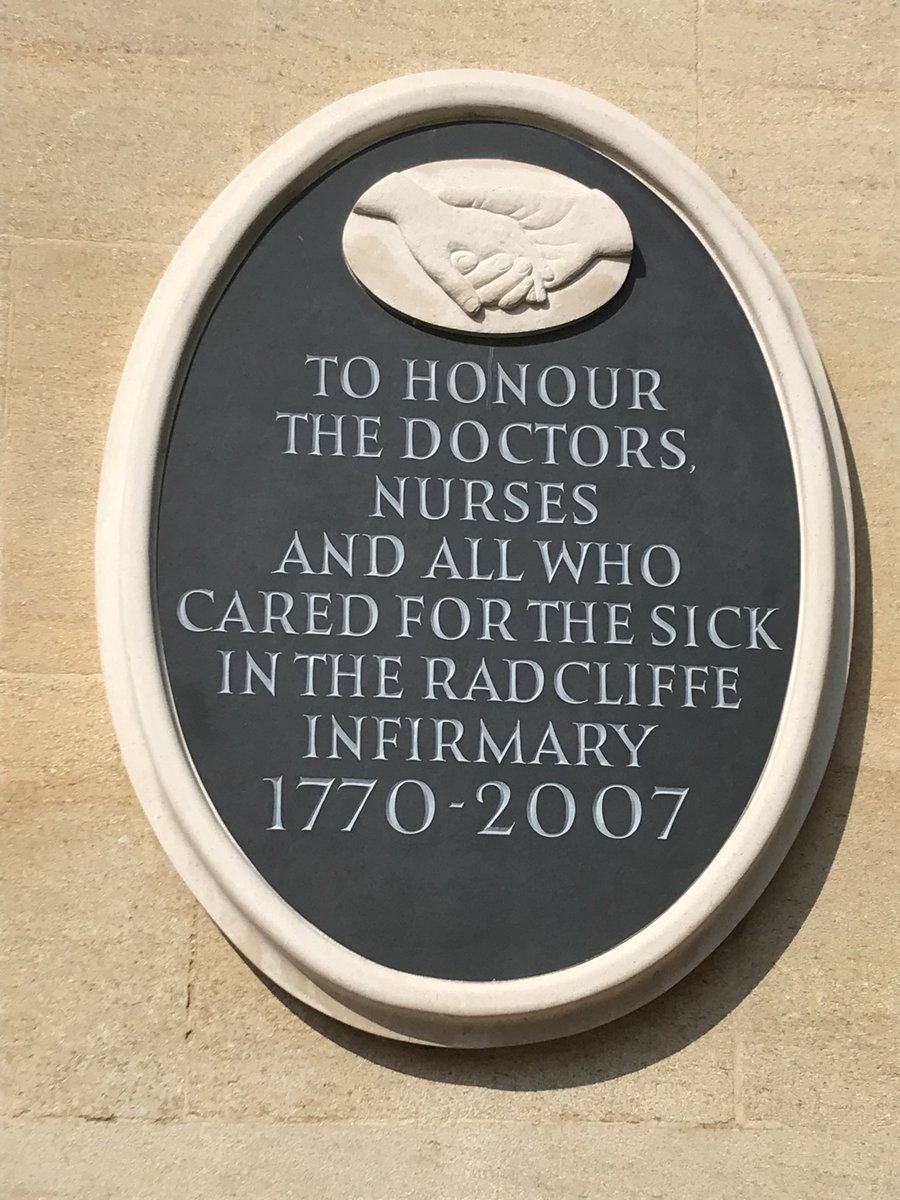 TO HONOUR
THE DOCTORS,
NURSES
AND ALL WHO
CARED FOR THE SICK
IN THE RADCLIFFE
INFIRMARY
1770-2007